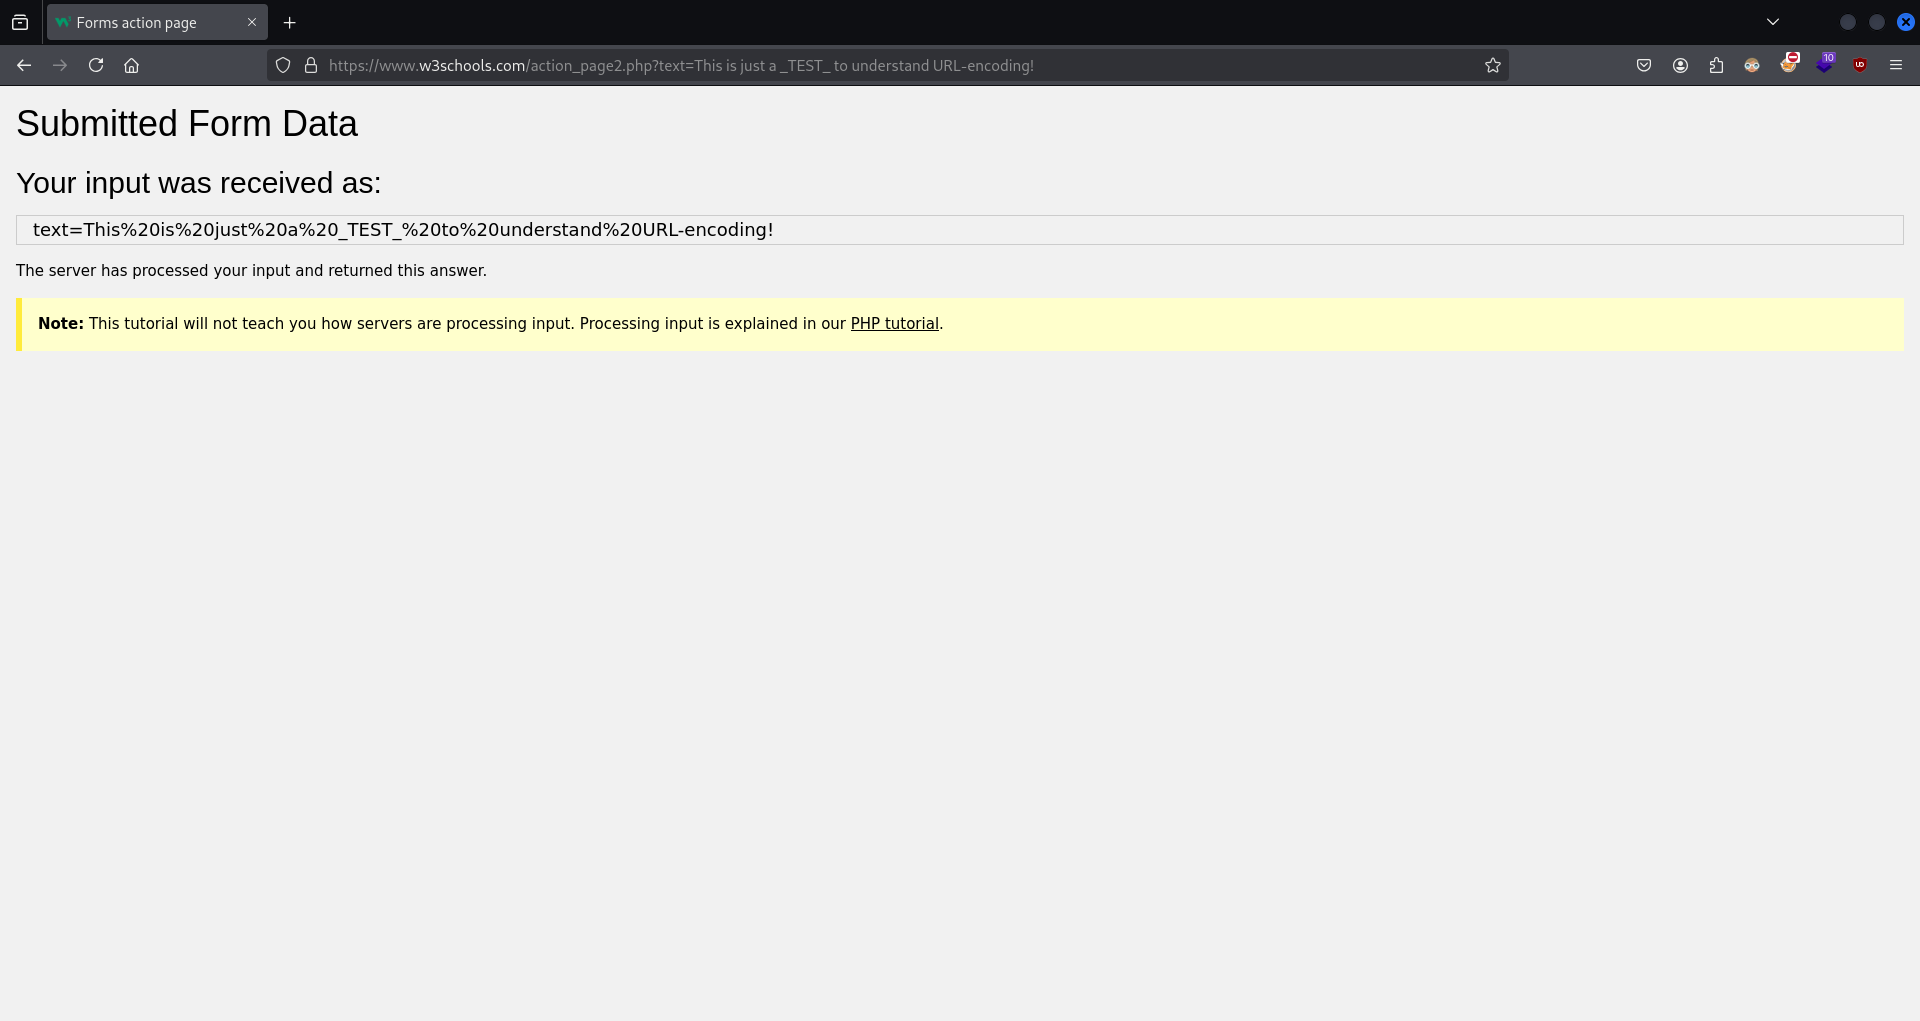 Forms action page
https://www.w3schools.com/action_page2.php?text=This is just a _TEST_ to understand URL-encoding!
10
UD
Submitted Form Data
Your input was received as:
text=This%20is%20just%20a%20_TEST_%20to%20understand%20URL-encoding!
The server has processed your input and returned this answer.
Note: This tutorial will not teach you how servers are processing input. Processing input is explained in our PHP tutorial.